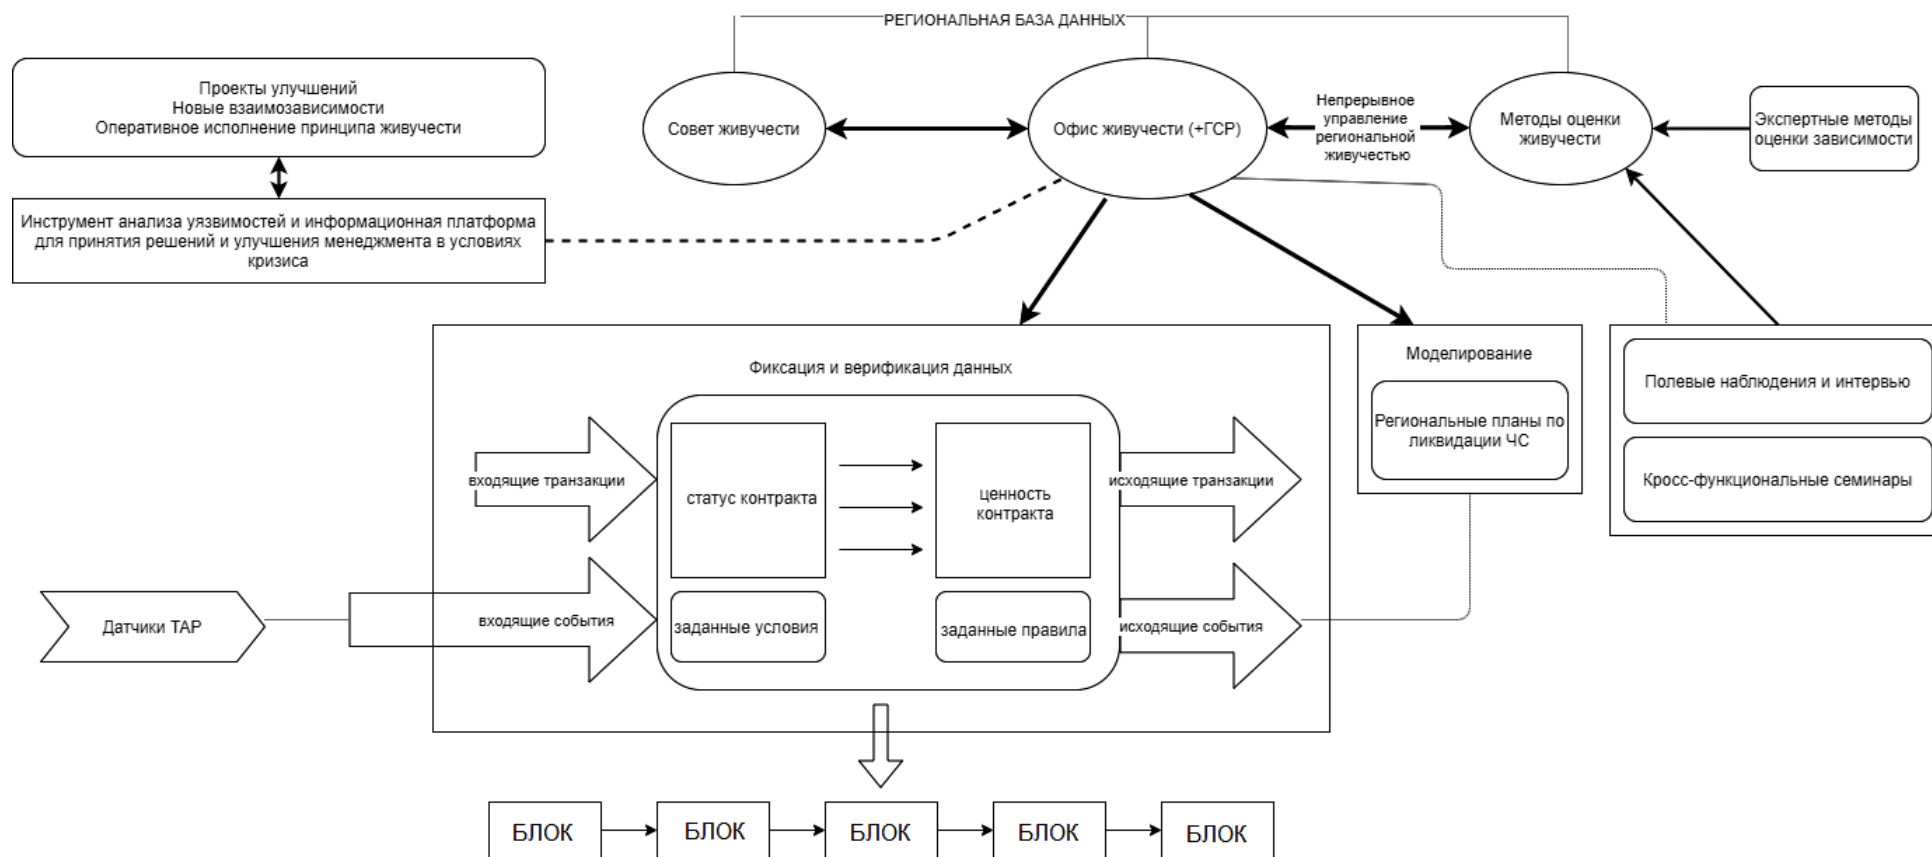 РЕГИОНАЛЬНАЯ БАЗА ДАННЫХ
Проекты улучшений
Новые взаимозависимости
Оперативное исполнение принципа живучести
Совет живучести
Офис живучести (+ГСР)
Непрерывное
управление
региональной
живучестью
Методы оценки
живучести
Экспертные методы
оценки зависимости
Инструмент анализа уязвимостей и информационная платформа
для принятия решений и улучшения менеджмента в условиях
кризиса
Фиксация и верификация данных
Моделирование
Региональные планы по
ликвидации ЧС
Полевые наблюдения и интервью
Кросс-функциональные семинары
входящие транзакции
статус контракта
ценность
контракта
исходящие транзакции
Датчики ТАР
входящие события
заданные условия
заданные правила
исходящие события
БЛОК
БЛОК
БЛОК
БЛОК
БЛОК